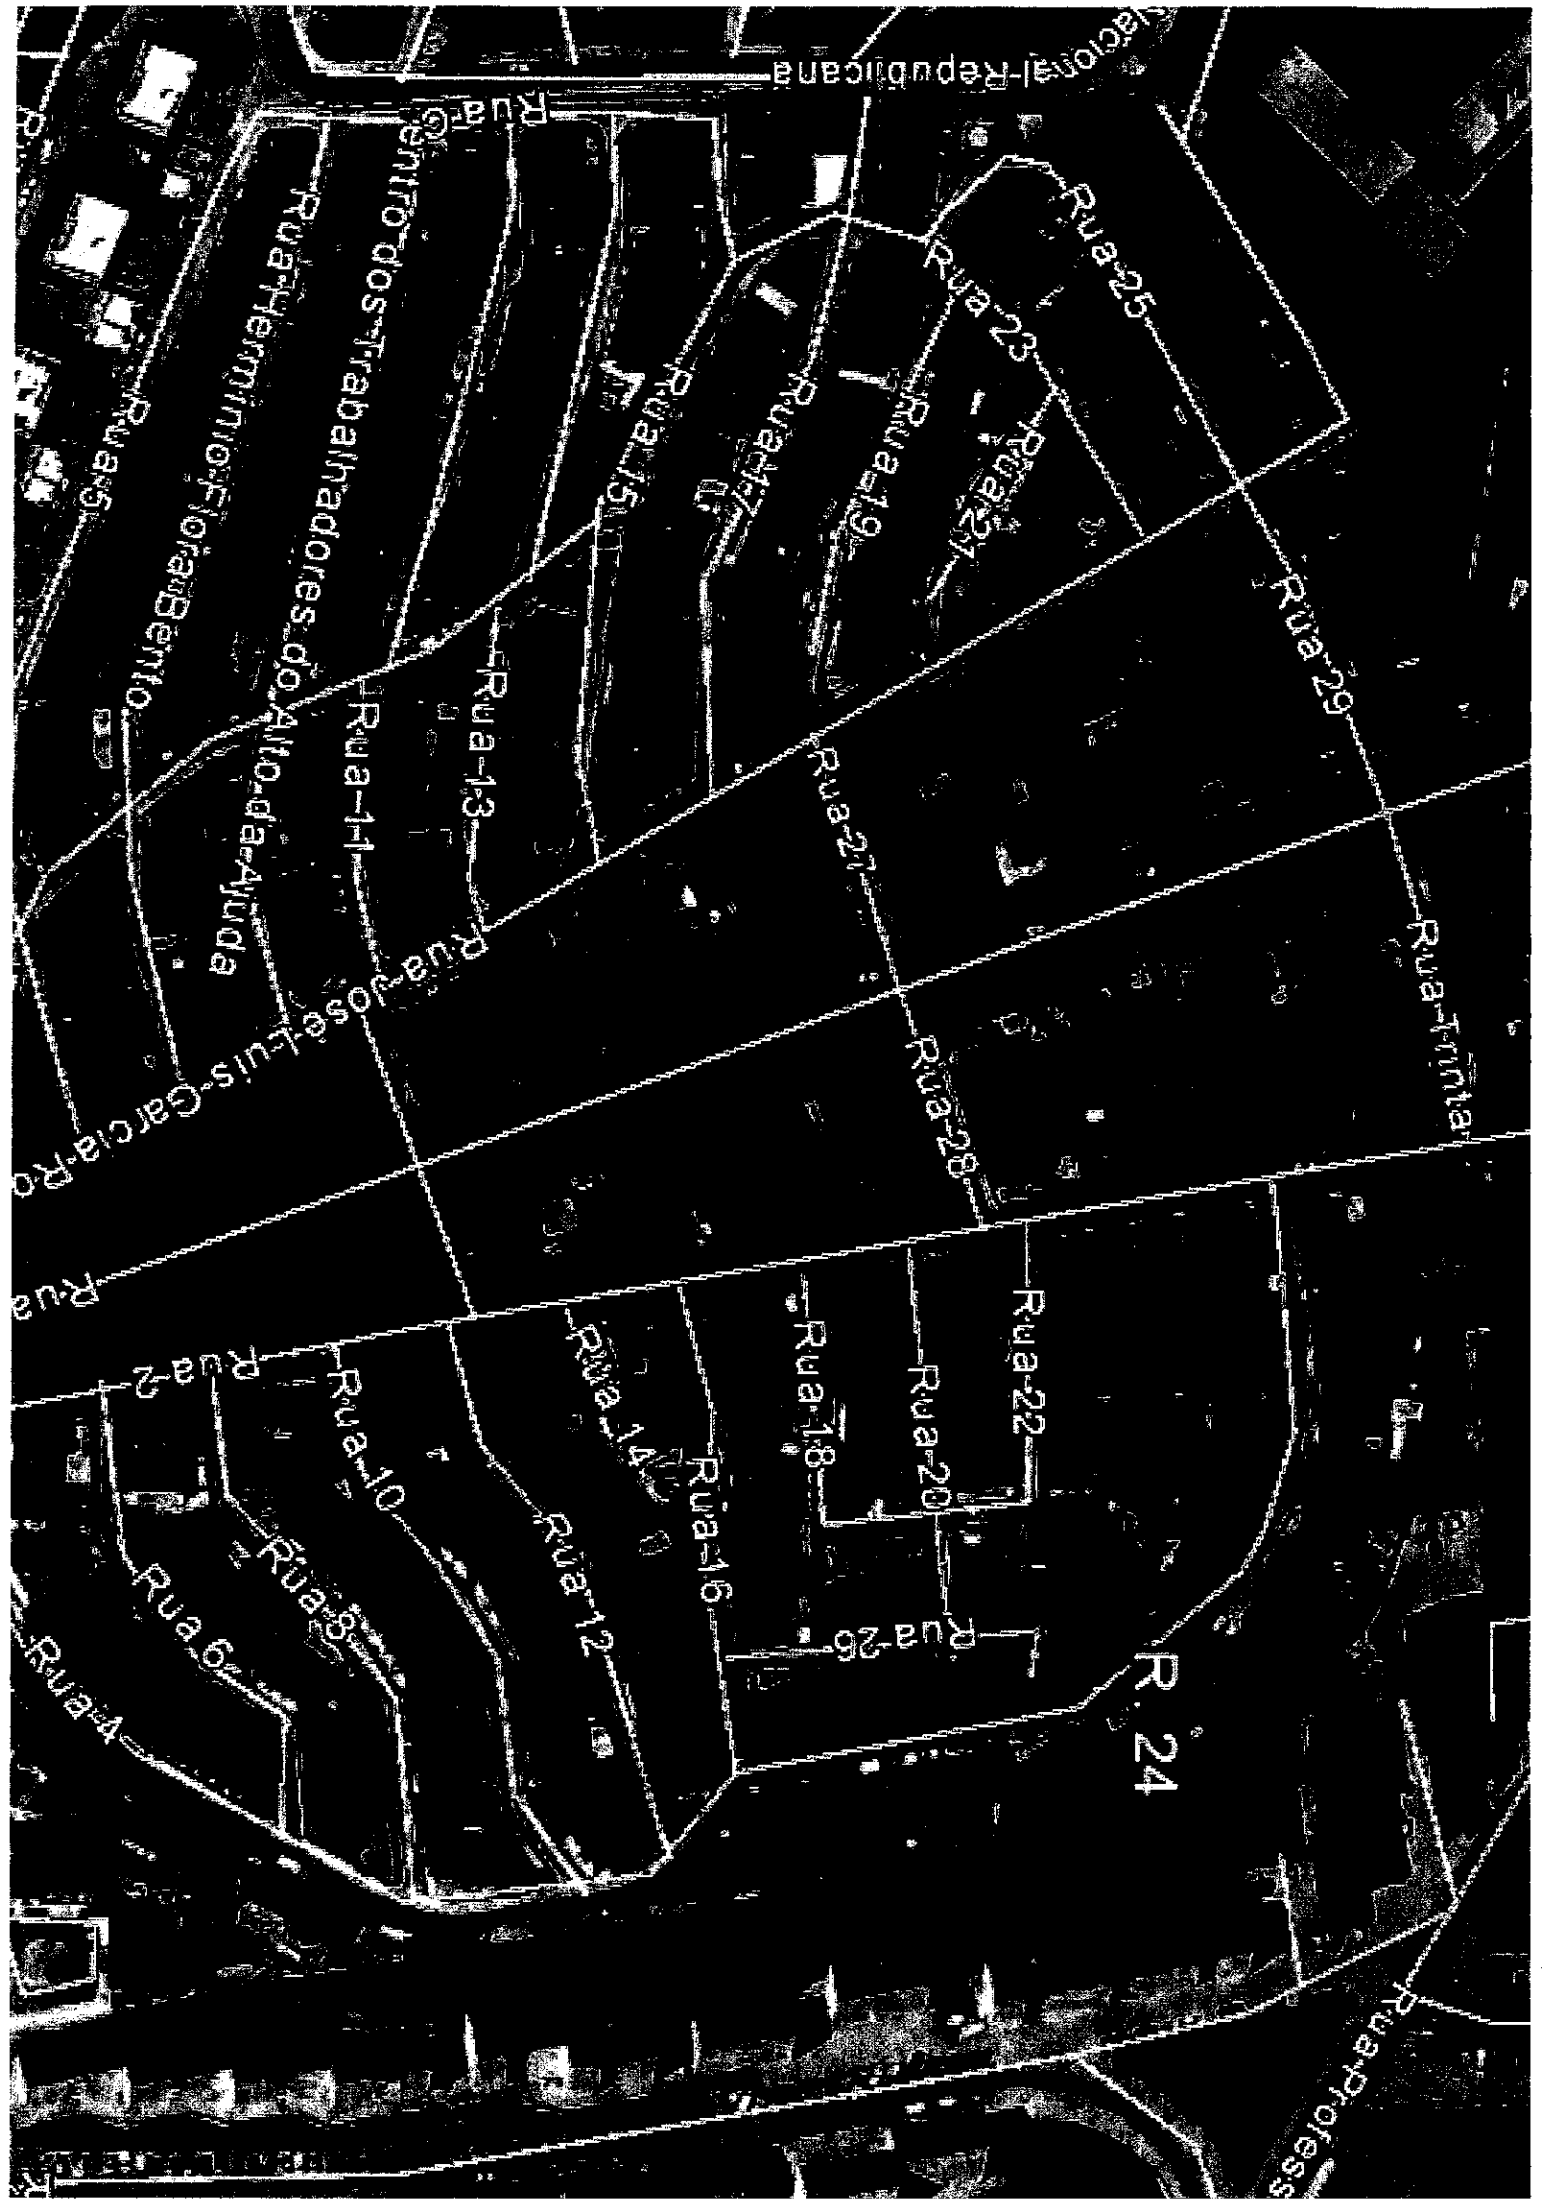 Nacional-Republicana
Rua
Rua-25
Rua-23
Rua-Hermínio-Flora-Bento
entro dos-Trabalhadores do Alto-da-Ajuda
Rua-5
Rua-15
Rua-17
Rua-19
Rua-21
Rua-29
Rua-11
Rua-13
Rua-27
Rua-José-Luís-Garcia-Ro
Rua-Trinta
Rua-28
Rua
Rua-2
Rua-10
Rua-14
Rua-16
Rua-18
Rua-20
Rua-22
Rua-6
Rua-8
Rua-12
Rua-26
Rua-4
R. 24
Rua-Profess